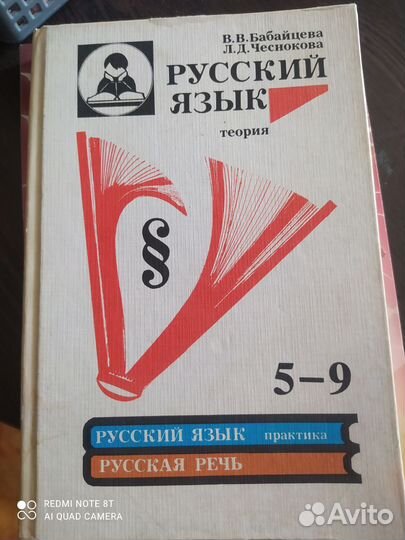 В.В.Бабайцева
Л.Д.Чеснокова
РУССКИЙ
ЯЗЫК
теория
§
5–9
РУССКИЙ ЯЗЫК практика
РУССКАЯ РЕЧЬ
REDMI NOTE 8T
AI QUAD CAMERA
Avito